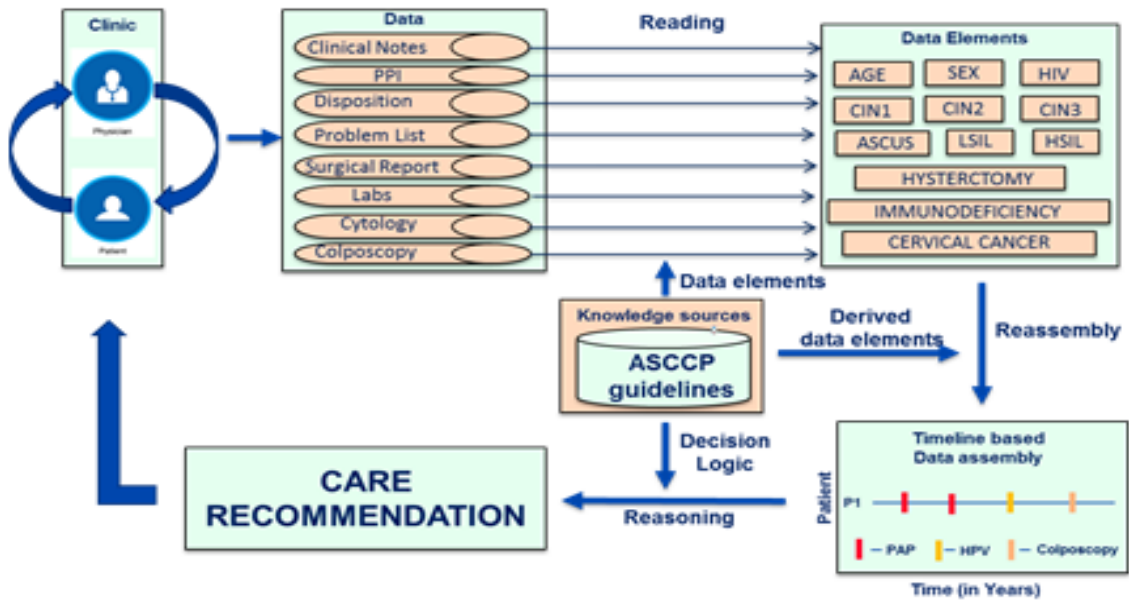 Clinic
Physician
Patient
Data
Clinical Notes
PPI
Disposition
Problem List
Surgical Report
Labs
Cytology
Colposcopy
Reading
Data Elements
AGE
SEX
HIV
CIN1
CIN2
CIN3
ASCUS
LSIL
HSIL
HYSTERCTOMY
IMMUNODEFICIENCY
CERVICAL CANCER
Data elements
Knowledge sources
ASCCP
guidelines
Derived
data elements
Reassembly
Decision
Logic
Timeline based
Data assembly
Patient
P1
PAP
HPV
Colposcopy
Time (in Years)
Reasoning
CARE
RECOMMENDATION